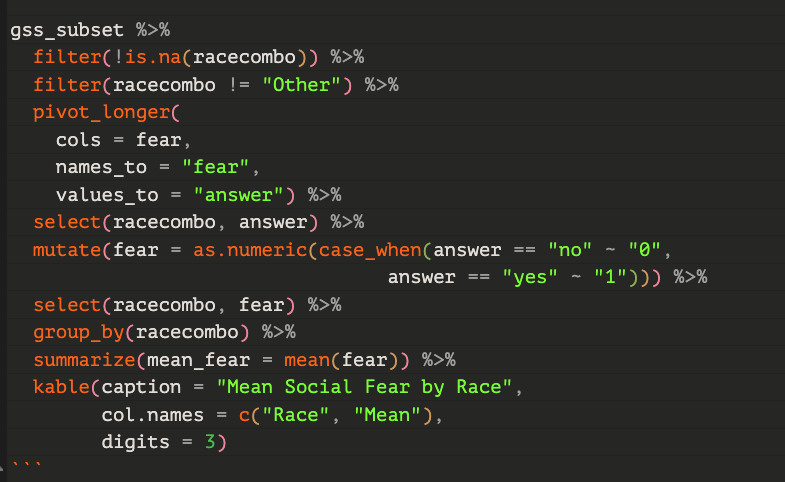 gss_subset %>%
  filter(!is.na(racecombo)) %>%
  filter(racecombo != "Other") %>%
  pivot_longer(
    cols = fear,
    names_to = "fear",
    values_to = "answer") %>%
  select(racecombo, answer) %>%
  mutate(fear = as.numeric(case_when(answer == "no" ~ "0",
                                 answer == "yes" ~ "1"))) %>%
  select(racecombo, fear) %>%
  group_by(racecombo) %>%
  summarize(mean_fear = mean(fear)) %>%
  kable(caption = "Mean Social Fear by Race",
        col.names = c("Race", "Mean"),
        digits = 3)
```